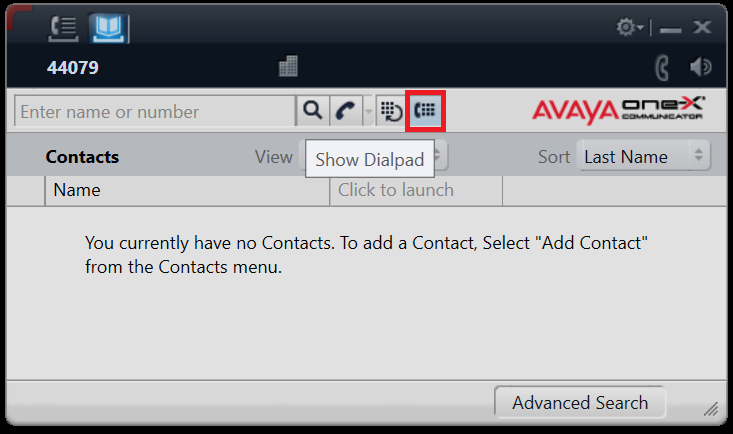 44079
Enter name or number
AVAYA one-X
COMMUNICATOR
Contacts View Sort Last Name
Show Dialpad
Name Click to launch
You currently have no Contacts. To add a Contact, Select "Add Contact"
from the Contacts menu.
Advanced Search